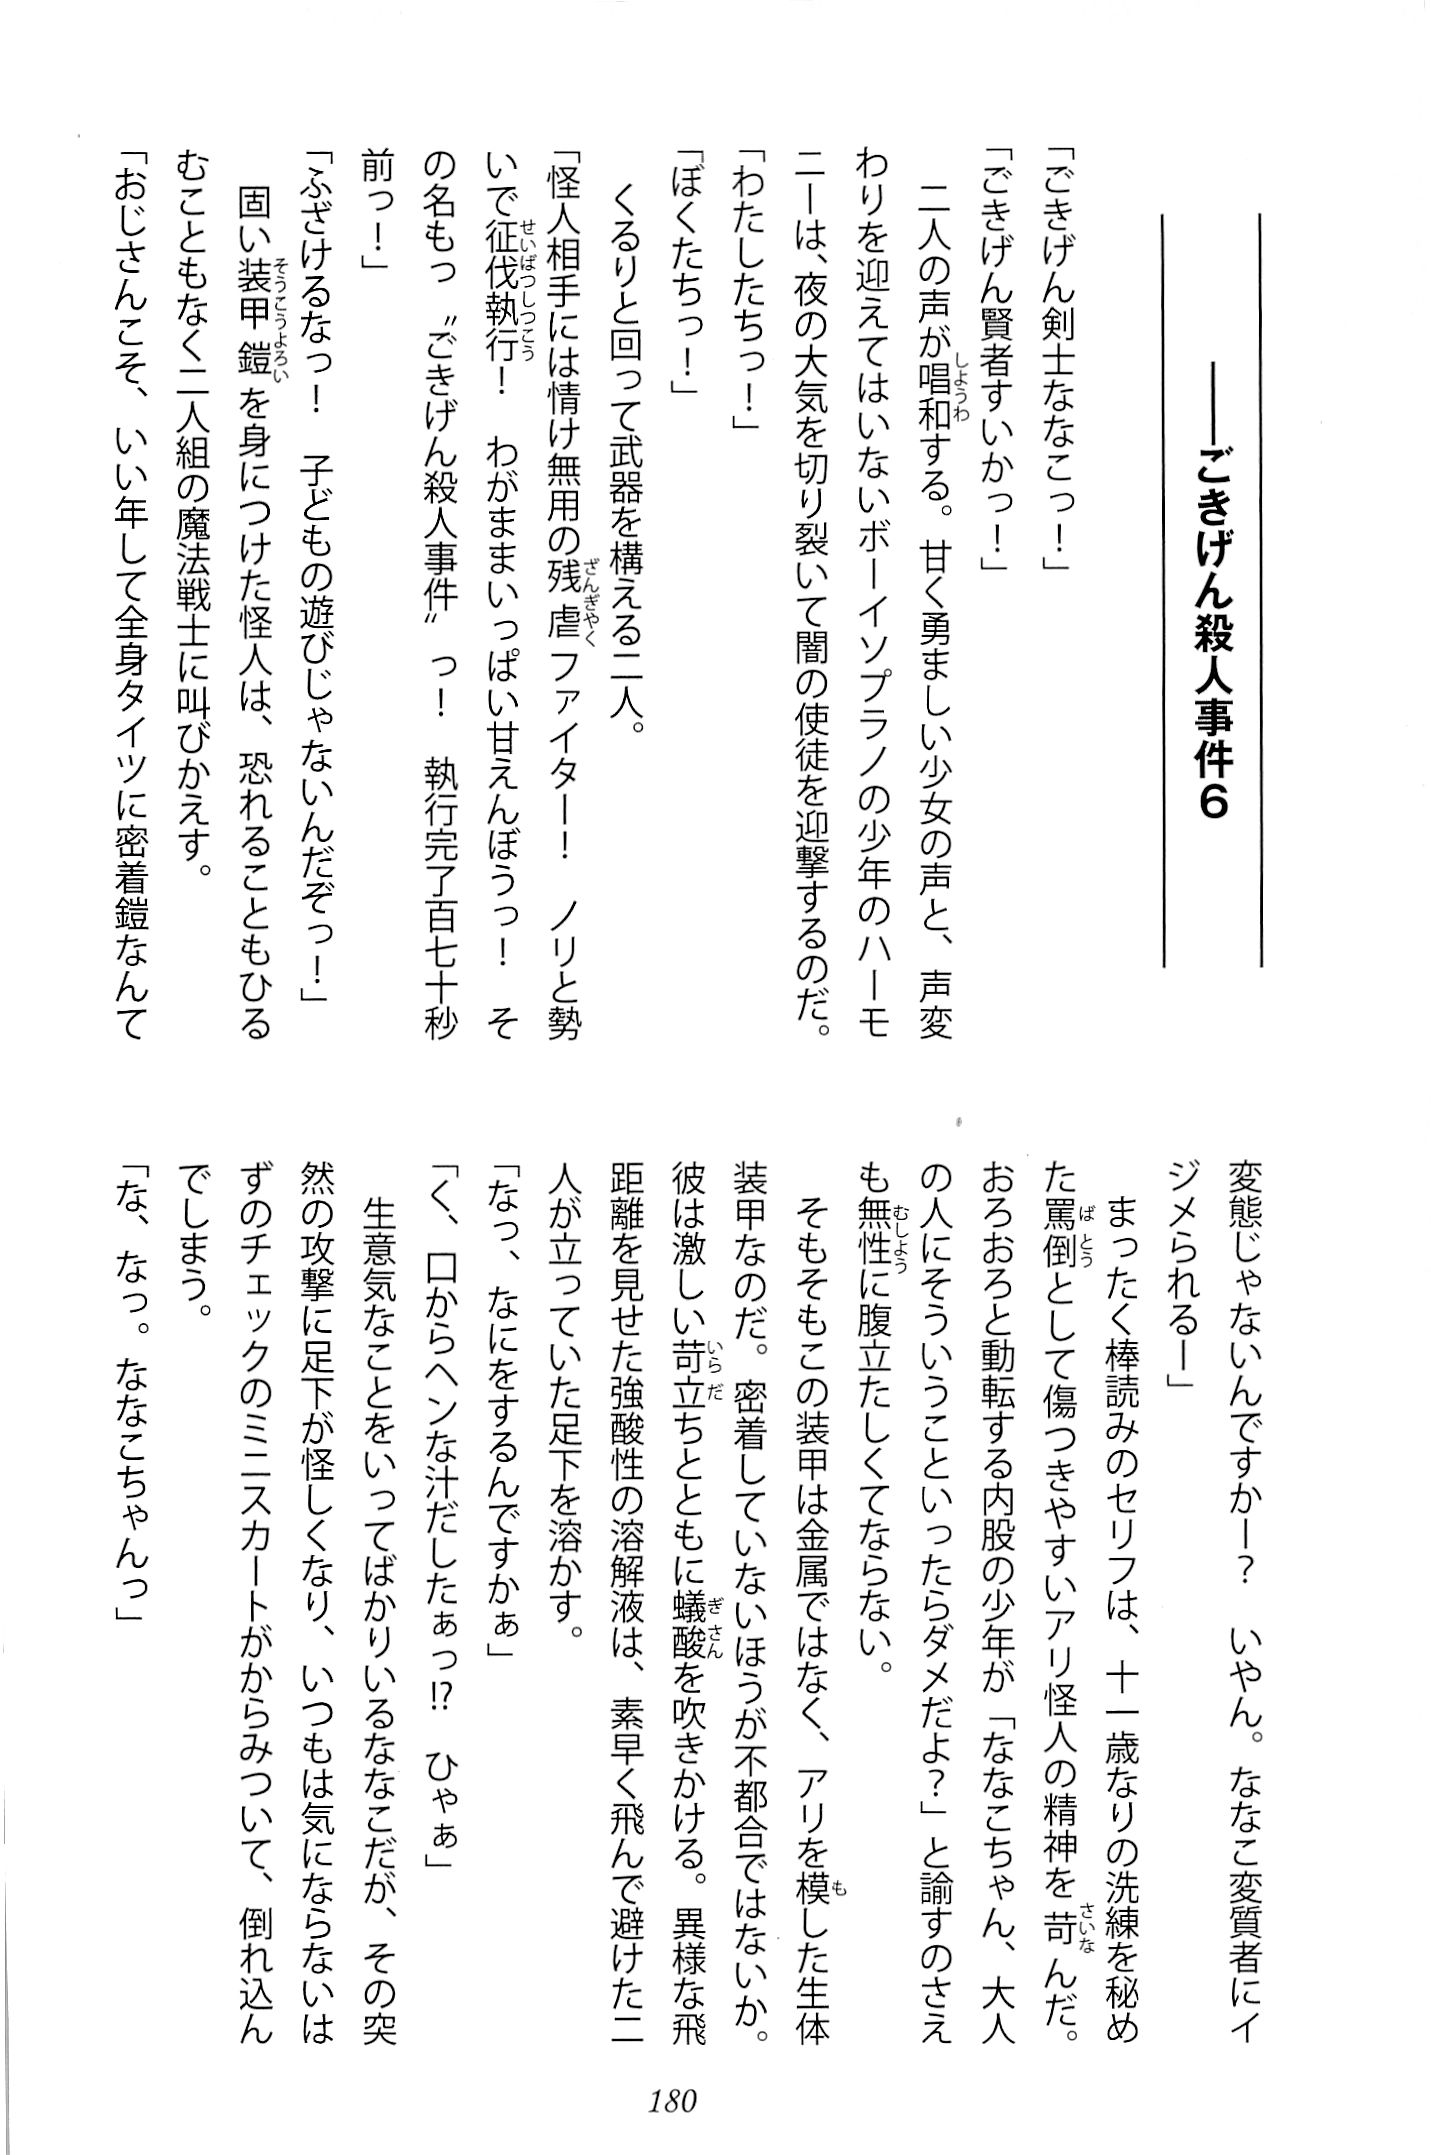 ――ごきげん殺人事件６
「ごきげん剣士ななこっ！」
「ごきげん賢者すいかっ！」
　二人の声が唱和する。甘く勇ましい少女の声と、声変
わりを迎えてはいないボーイソプラノの少年のハーモ
ニーは、夜の大気を切り裂いて闇の使徒を迎撃するのだ。
「わたしたちっ！」
「ぼくたちっ！」
　くるりと回って武器を構える二人。
「怪人相手には情け無用の残虐ファイター！　ノリと勢
いで征伐執行！　わがままいっぱい甘えんぼうっ！　そ
の名もっ　〝ごきげん殺人事件〟っ！　執行完了百七十秒
前っ！」
「ふざけるなっ！　子どもの遊びじゃないんだぞっ！」
　固い装甲鎧を身につけた怪人は、恐れることもひる
むこともなく二人組の魔法戦士に叫びかえす。
「おじさんこそ、いい年して全身タイツに密着鎧なんて
変態じゃないんですかー？　いやん。ななこ変質者にイ
ジメられるー」
　まったく棒読みのセリフは、十一歳なりの洗練を秘め
た罵倒として傷つきやすいアリ怪人の精神を苛んだ。
おろおろと動転する内股の少年が「ななこちゃん、大人
の人にそういうこといったらダメだよ？」と諭すのさえ
も無性に腹立たしくてならない。
　そもそもこの装甲は金属ではなく、アリを模した生体
装甲なのだ。密着していないほうが不都合ではないか。
彼は激しい苛立ちとともに蟻酸を吹きかける。異様な飛
距離を見せた強酸性の溶解液は、素早く飛んで避けた二
人が立っていた足下を溶かす。
「なっ、なにをするんですかぁ」
「く、口からヘンな汁だしたぁっ!?　ひゃぁ」
　生意気なことをいってばかりいるななこだが、その突
然の攻撃に足下が怪しくなり、いつもは気にならないは
ずのチェックのミニスカートがからみついて、倒れ込ん
でしまう。
「な、なっ。ななこちゃんっ」
180